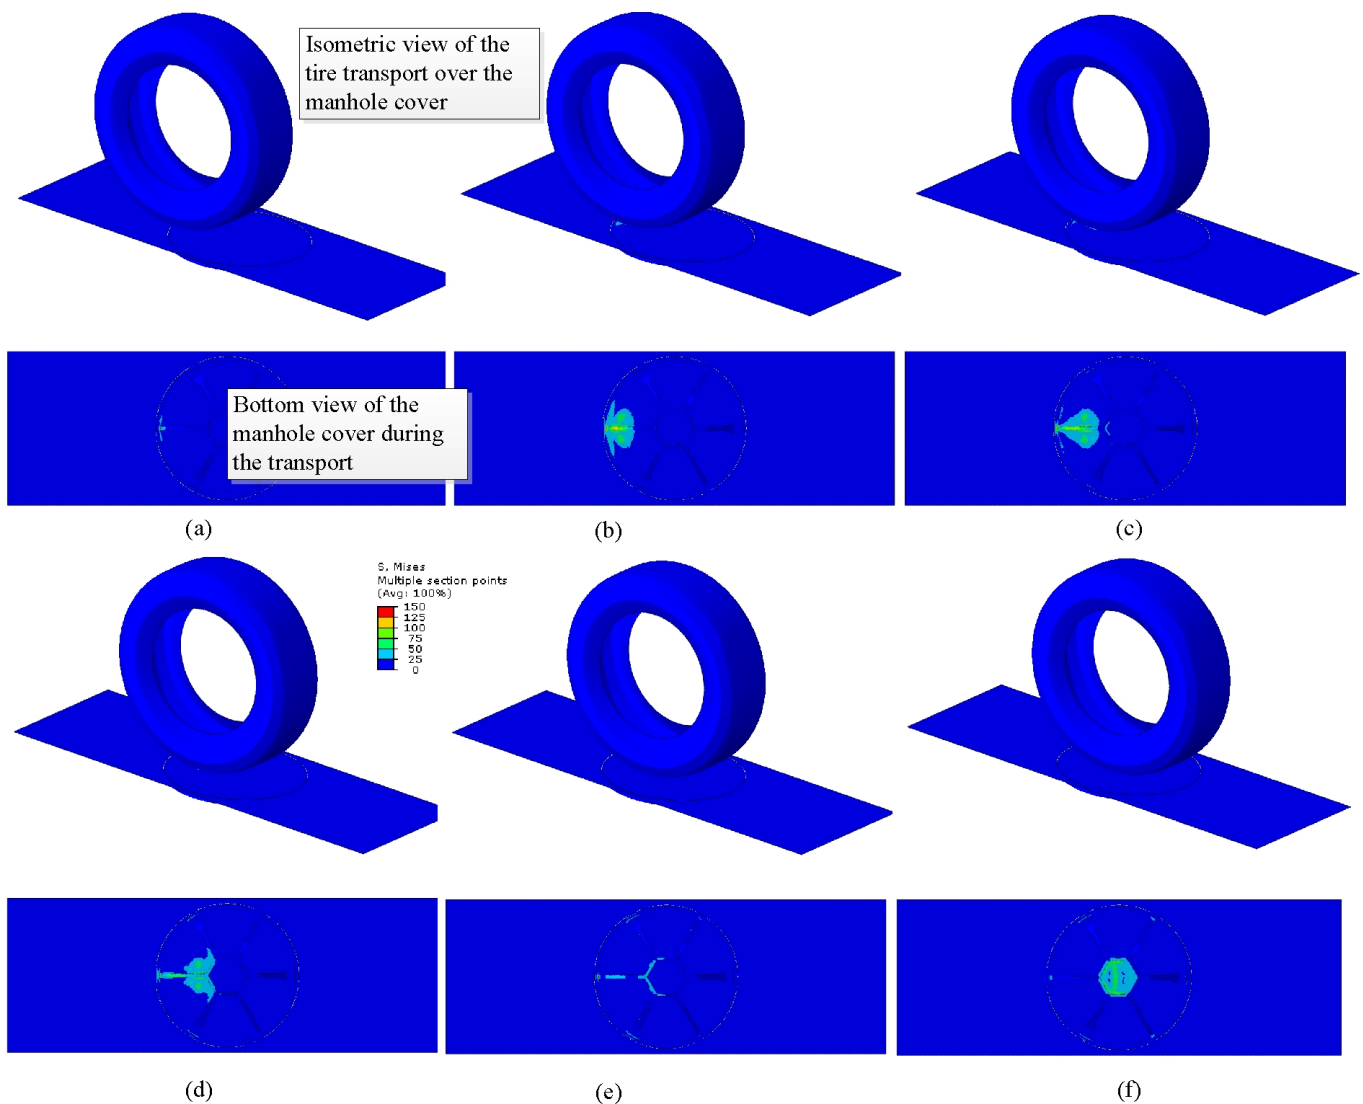 Isometric view of the
tire transport over the
manhole cover
Bottom view of the
manhole cover during
the transport
(a)
(b)
(c)
S, Mises
Multiple section points
(Avg: 100%)
150
125
100
75
50
25
0
(d)
(e)
(f)